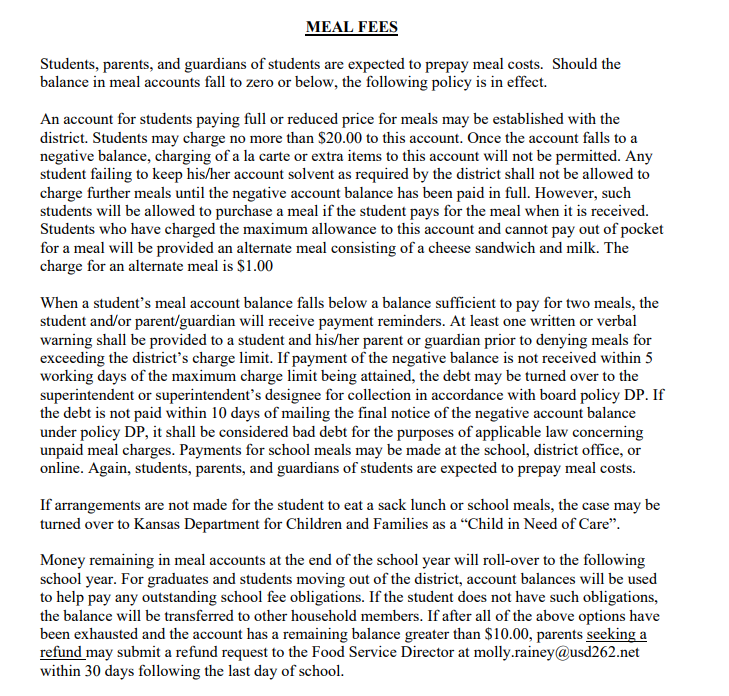 MEAL FEES
Students, parents, and guardians of students are expected to prepay meal costs.  Should the
balance in meal accounts fall to zero or below, the following policy is in effect.
An account for students paying full or reduced price for meals may be established with the
district. Students may charge no more than $20.00 to this account. Once the account falls to a
negative balance, charging of a la carte or extra items to this account will not be permitted. Any
student failing to keep his/her account solvent as required by the district shall not be allowed to
charge further meals until the negative account balance has been paid in full. However, such
students will be allowed to purchase a meal if the student pays for the meal when it is received.
Students who have charged the maximum allowance to this account and cannot pay out of pocket
for a meal will be provided an alternate meal consisting of a cheese sandwich and milk. The
charge for an alternate meal is $1.00
When a student’s meal account balance falls below a balance sufficient to pay for two meals, the
student and/or parent/guardian will receive payment reminders. At least one written or verbal
warning shall be provided to a student and his/her parent or guardian prior to denying meals for
exceeding the district’s charge limit. If payment of the negative balance is not received within 5
working days of the maximum charge limit being attained, the debt may be turned over to the
superintendent or superintendent’s designee for collection in accordance with board policy DP. If
the debt is not paid within 10 days of mailing the final notice of the negative account balance
under policy DP, it shall be considered bad debt for the purposes of applicable law concerning
unpaid meal charges. Payments for school meals may be made at the school, district office, or
online. Again, students, parents, and guardians of students are expected to prepay meal costs.
If arrangements are not made for the student to eat a sack lunch or school meals, the case may be
turned over to Kansas Department for Children and Families as a “Child in Need of Care”.
Money remaining in meal accounts at the end of the school year will roll-over to the following
school year. For graduates and students moving out of the district, account balances will be used
to help pay any outstanding school fee obligations. If the student does not have such obligations,
the balance will be transferred to other household members. If after all of the above options have
been exhausted and the account has a remaining balance greater than $10.00, parents seeking a
refund may submit a refund request to the Food Service Director at molly.rainey@usd262.net
within 30 days following the last day of school.